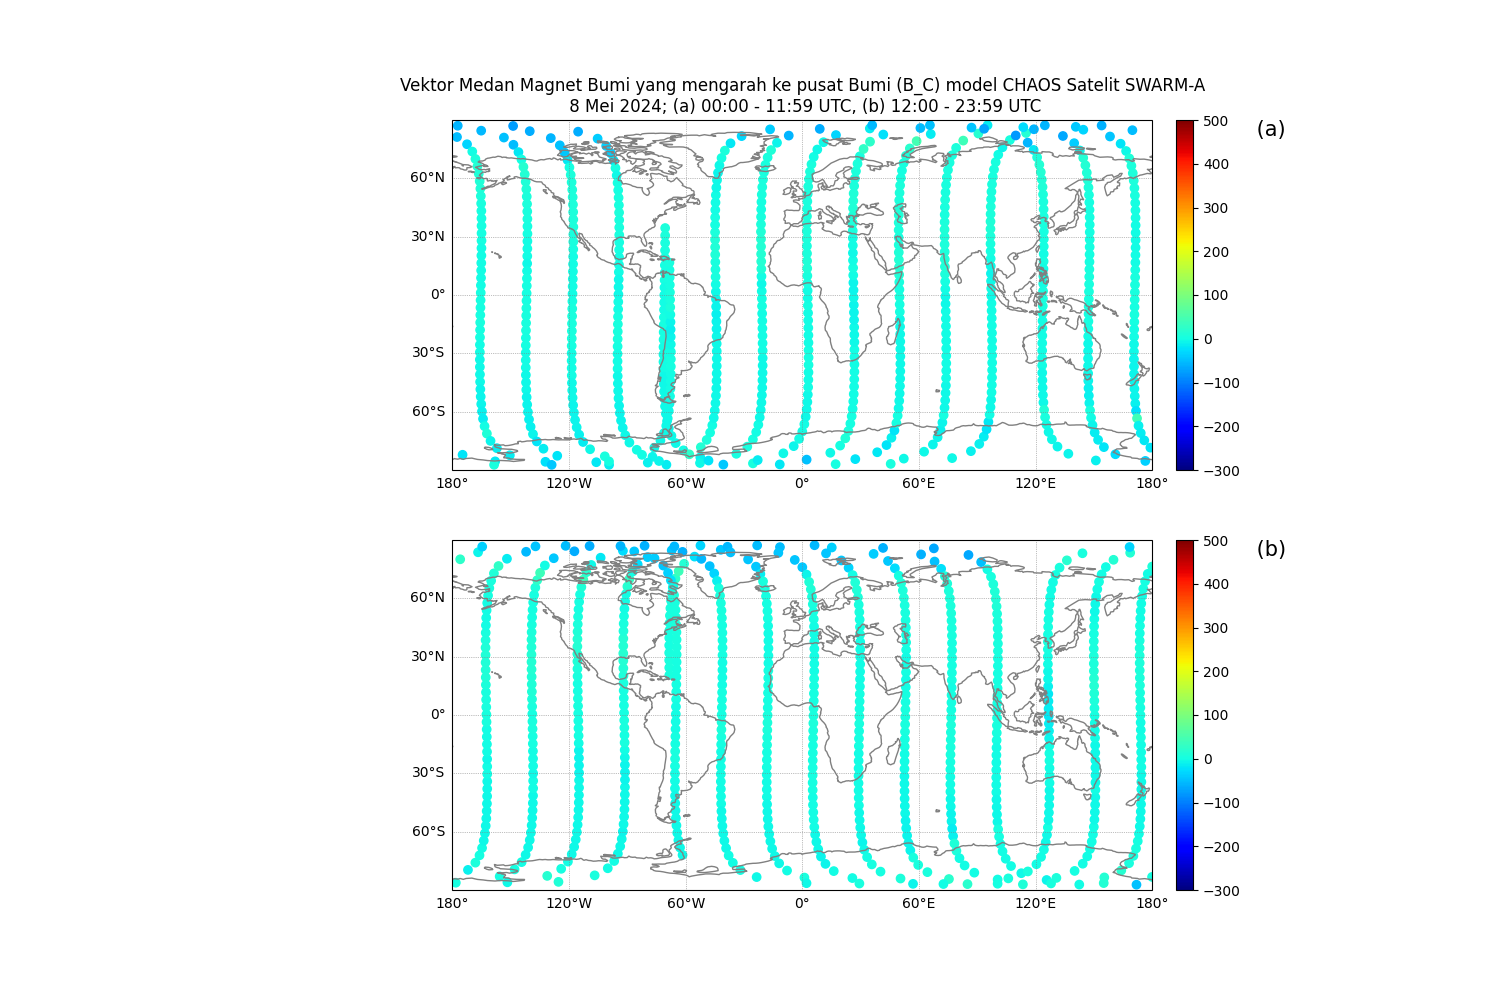 Vektor Medan Magnet Bumi yang mengarah ke pusat Bumi (B_C) model CHAOS Satelit SWARM-A
8 Mei 2024; (a) 00:00 - 11:59 UTC, (b) 12:00 - 23:59 UTC
(a)
60°N
30°N
0°
30°S
60°S
180° 120°W 60°W 0° 60°E 120°E 180°
500
400
300
200
100
0
−100
−200
−300
(b)
60°N
30°N
0°
30°S
60°S
180° 120°W 60°W 0° 60°E 120°E 180°
500
400
300
200
100
0
−100
−200
−300